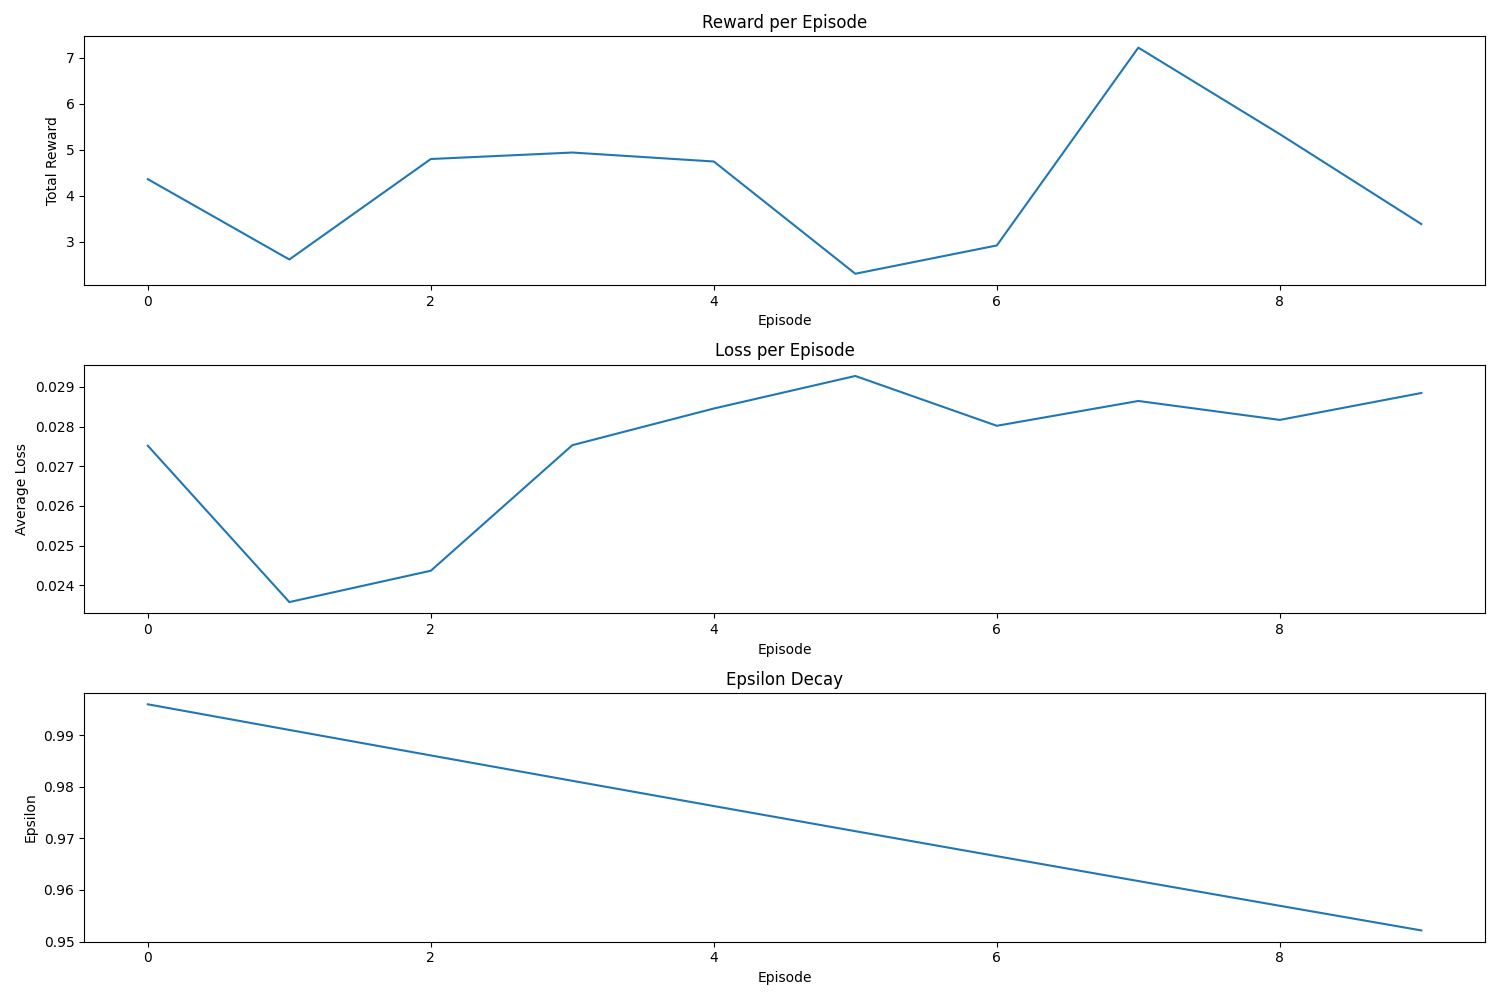 Reward per Episode
7
6
5
4
3
Total Reward
0 2 4 6 8
Episode
Loss per Episode
0.029
0.028
0.027
0.026
0.025
0.024
Average Loss
0 2 4 6 8
Episode
Epsilon Decay
0.99
0.98
0.97
0.96
0.95
Epsilon
0 2 4 6 8
Episode